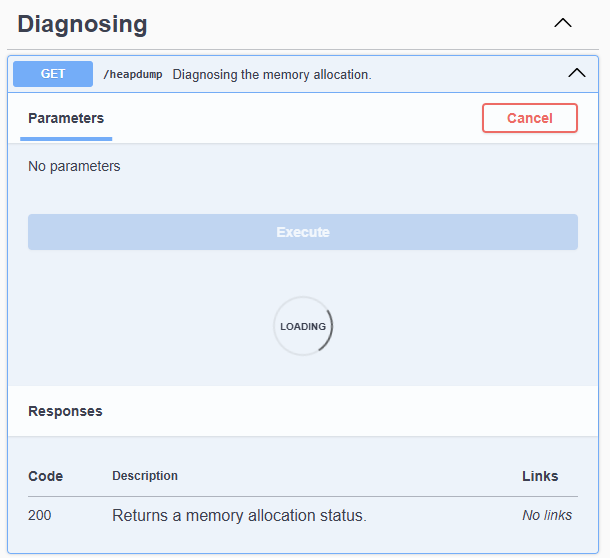 Diagnosing
GET /heapdump Diagnosing the memory allocation.
Parameters Cancel
No parameters
Execute
LOADING
Responses
Code Description Links
200 Returns a memory allocation status. No links